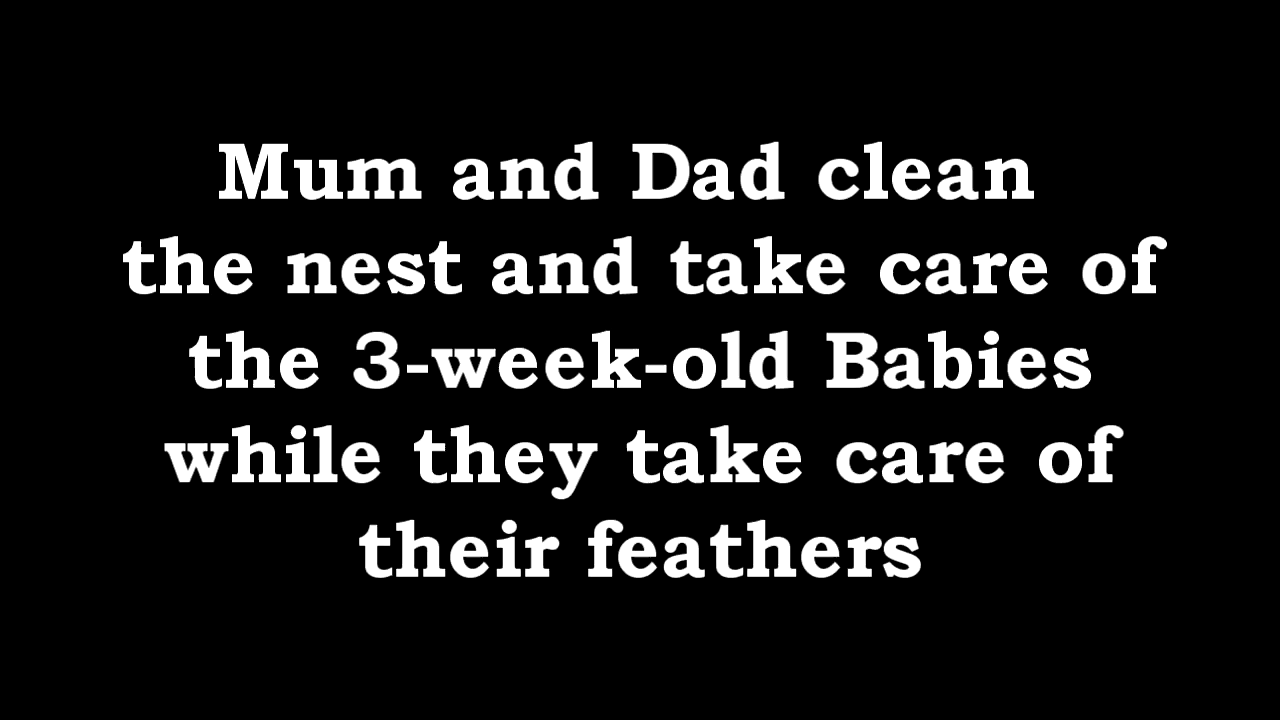 Mum and Dad clean
the nest and take care of
the 3-week-old Babies
while they take care of
their feathers